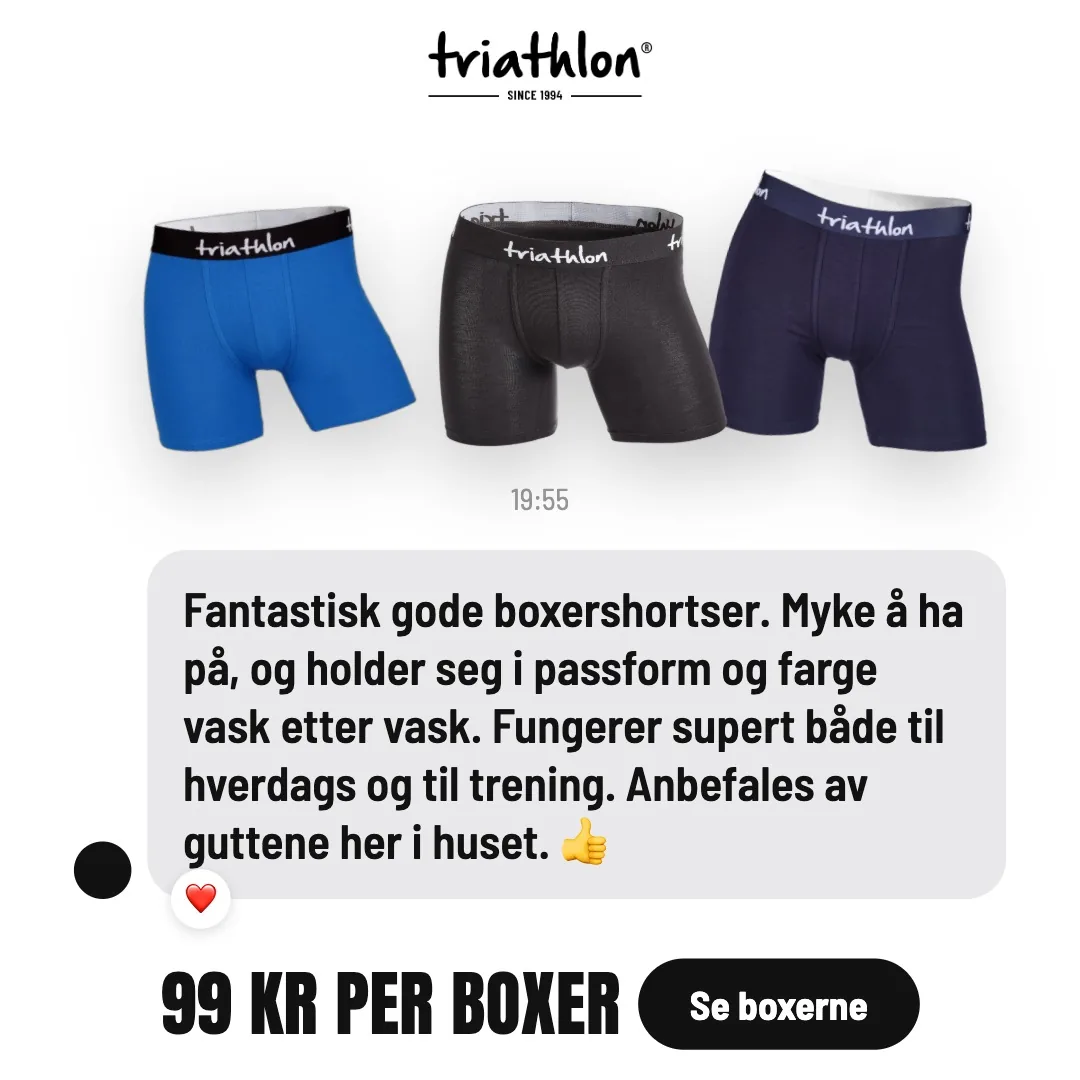 triathlon®
SINCE 1994
triathlon
triathlon
triathlon
19:55
Fantastisk gode boxershortser. Myke å ha
på, og holder seg i passform og farge
vask etter vask. Fungerer supert både til
hverdags og til trening. Anbefales av
guttene her i huset. 👍
❤️
99 KR PER BOXER
Se boxerne